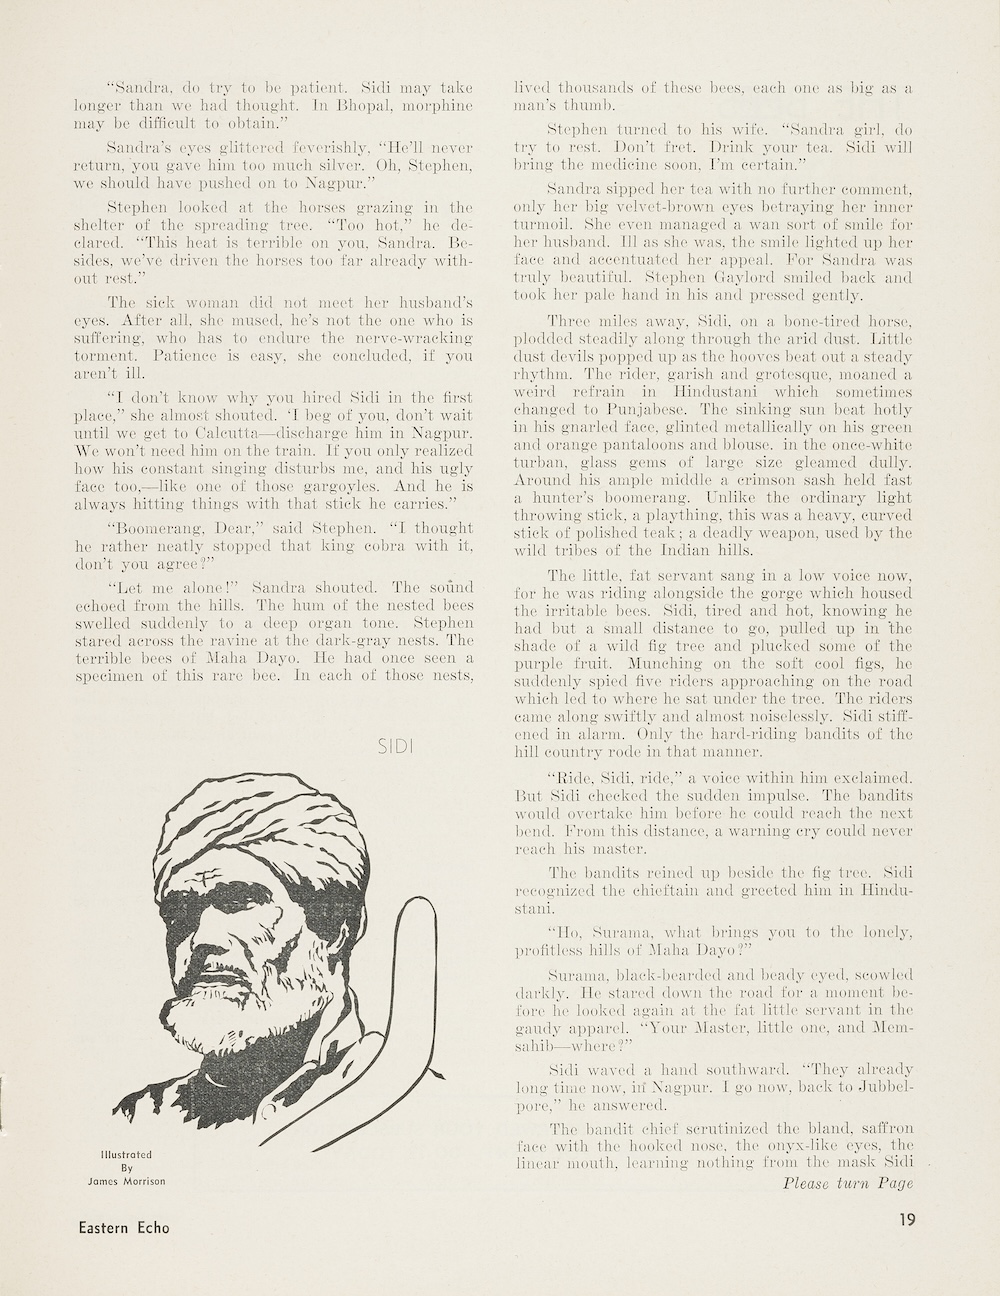 “Sandra, do try to be patient. Sidi may take
longer than we had thought. In Bhopal, morphine
may be difficult to obtain.”
Sandra’s eyes glittered feverishly, “He’ll never
return, you gave him too much silver. Oh, Stephen,
we should have pushed on to Nagpur.”
Stephen looked at the horses grazing in the
shelter of the spreading tree. “Too hot,” he de-
clared. “This heat is terrible on you, Sandra. Be-
sides, we’ve driven the horses too far already with-
out rest.”
The sick woman did not meet her husband’s
eyes. After all, she mused, he’s not the one who is
suffering, who has to endure the nerve-wracking
torment. Patience is easy, she concluded, if you
aren’t ill.
“I don’t know why you hired Sidi in the first
place,” she almost shouted. ‘I beg of you, don’t wait
until we get to Calcutta—discharge him in Nagpur.
We won’t need him on the train. If you only realized
how his constant singing disturbs me, and his ugly
face too,—like one of those gargoyles. And he is
always hitting things with that stick he carries.”
“Boomerang, Dear,” said Stephen. “I thought
he rather neatly stopped that king cobra with it,
don’t you agree?”
“Let me alone!” Sandra shouted. The sound
echoed from the hills. The hum of the nested bees
swelled suddenly to a deep organ tone. Stephen
stared across the ravine at the dark-gray nests. The
terrible bees of Maha Dayo. He had once seen a
specimen of this rare bee. In each of those nests,
SIDI
Illustrated
By
James Morrison
lived thousands of these bees, each one as big as a
man’s thumb.
Stephen turned to his wife. “Sandra girl, do
try to rest. Don’t fret. Drink your tea. Sidi will
bring the medicine soon, I’m certain.”
Sandra sipped her tea with no further comment,
only her big velvet-brown eyes betraying her inner
turmoil. She even managed a wan sort of smile for
her husband. Ill as she was, the smile lighted up her
face and accentuated her appeal. For Sandra was
truly beautiful. Stephen Gaylord smiled back and
took her pale hand in his and pressed gently.
Three miles away, Sidi, on a bone-tired horse,
plodded steadily along through the arid dust. Little
dust devils popped up as the hooves beat out a steady
rhythm. The rider, garish and grotesque, moaned a
weird refrain in Hindustani which sometimes
changed to Punjabese. The sinking sun beat hotly
in his gnarled face, glinted metallically on his green
and orange pantaloons and blouse. in the once-white
turban, glass gems of large size gleamed dully.
Around his ample middle a crimson sash held fast
a hunter’s boomerang. Unlike the ordinary light
throwing stick, a plaything, this was a heavy, curved
stick of polished teak; a deadly weapon, used by the
wild tribes of the Indian hills.
The little, fat servant sang in a low voice now,
for he was riding alongside the gorge which housed
the irritable bees. Sidi, tired and hot, knowing he
had but a small distance to go, pulled up in the
shade of a wild fig tree and plucked some of the
purple fruit. Munching on the soft cool figs, he
suddenly spied five riders approaching on the road
which led to where he sat under the tree. The riders
came along swiftly and almost noiselessly. Sidi stiff-
ened in alarm. Only the hard-riding bandits of the
hill country rode in that manner.
“Ride, Sidi, ride,” a voice within him exclaimed.
But Sidi checked the sudden impulse. The bandits
would overtake him before he could reach the next
bend. From this distance, a warning cry could never
reach his master.
The bandits reined up beside the fig tree. Sidi
recognized the chieftain and greeted him in Hindu-
stani.
“Ho, Surama, what brings you to the lonely,
profitless hills of Maha Dayo?”
Surama, black-bearded and beady eyed, scowled
darkly. He stared down the road for a moment be-
fore he looked again at the fat little servant in the
gaudy apparel. “Your Master, little one, and Mem-
sahib—where?”
Sidi waved a hand southward. “They already
long time now, in Nagpur. I go now, back to Jubbel-
pore,” he answered.
The bandit chief scrutinized the bland, saffron
face with the hooked nose, the onyx-like eyes, the
linear mouth, learning nothing from the mask Sidi
Please turn Page
Eastern Echo
19